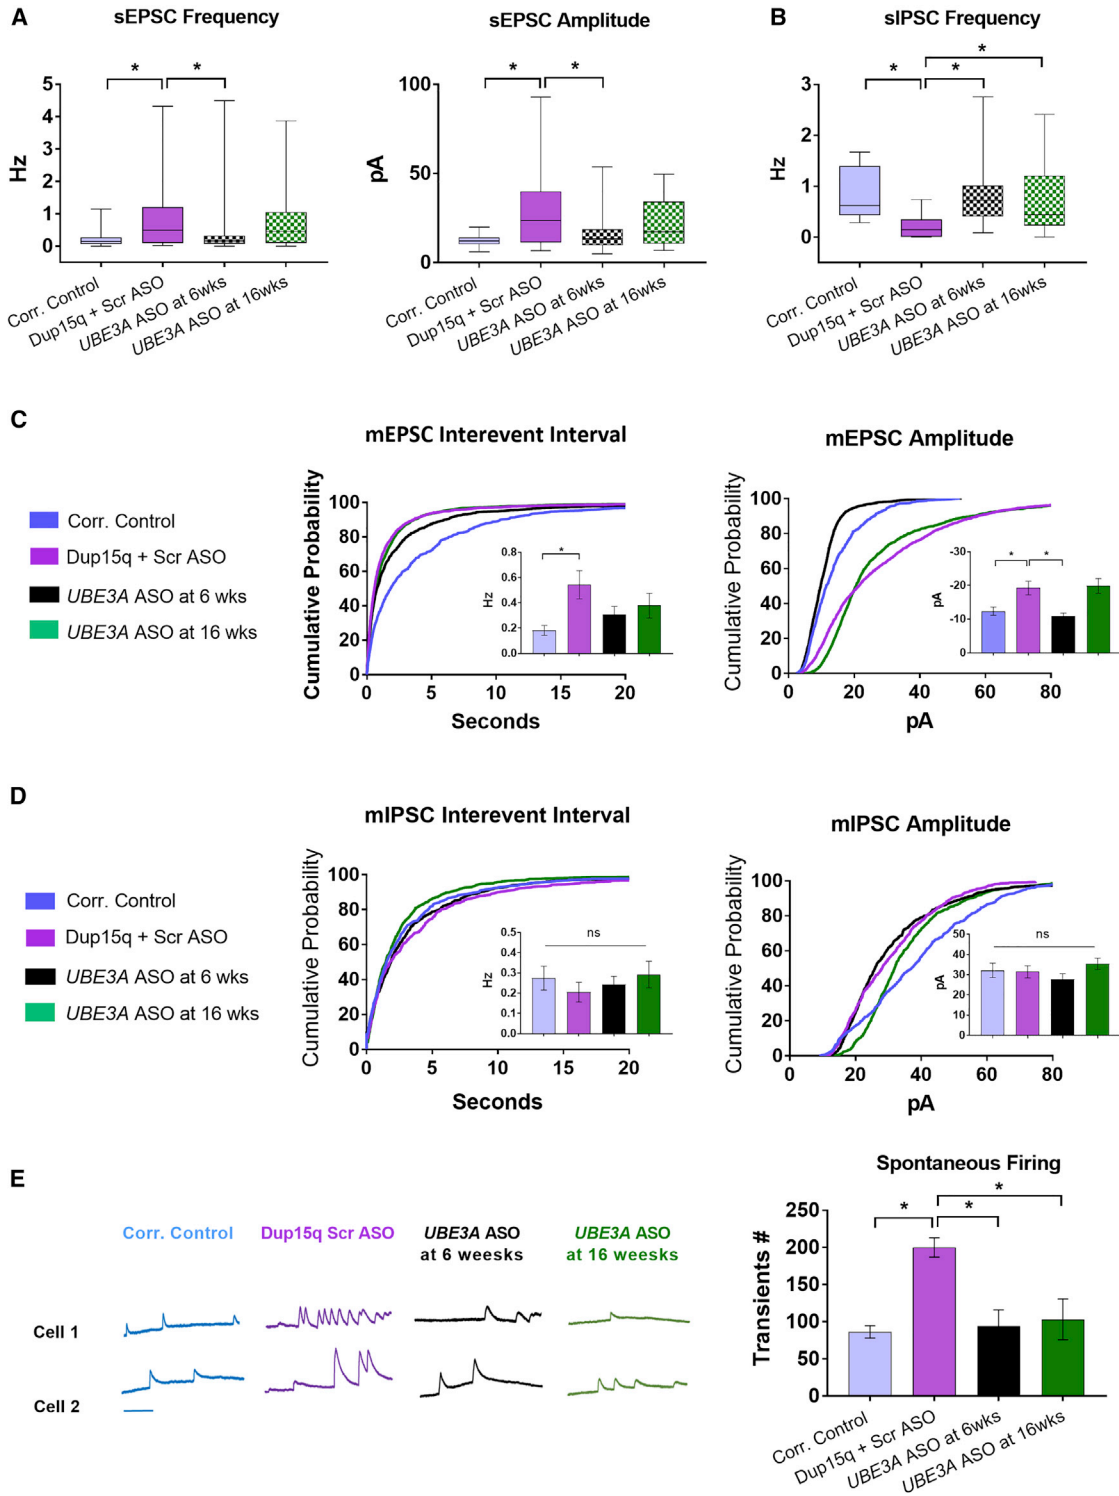 A
sEPSC Frequency
Hz
5
4
3
2
1
0
*
*
Corr. Control
Dup15q + Scr ASO
UBE3A ASO at 6wks
UBE3A ASO at 16wks
sEPSC Amplitude
pA
100
50
0
*
*
Corr. Control
Dup15q + Scr ASO
UBE3A ASO at 6wks
UBE3A ASO at 16wks
B
sIPSC Frequency
Hz
3
2
1
0
*
*
*
Corr. Control
Dup15q + Scr ASO
UBE3A ASO at 6wks
UBE3A ASO at 16wks
C
Corr. Control
Dup15q + Scr ASO
UBE3A ASO at 6 wks
UBE3A ASO at 16 wks
mEPSC Interevent Interval
Cumulative Probability
100
80
60
40
20
0
0 5 10 15 20
Seconds
Hz
0.8
0.6
0.4
0.2
0.0
*
mEPSC Amplitude
Cumulative Probability
100
80
60
40
20
0
0 20 40 60 80
pA
pA
-30
-20
-10
0
*
*
D
Corr. Control
Dup15q + Scr ASO
UBE3A ASO at 6 wks
UBE3A ASO at 16 wks
mIPSC Interevent Interval
Cumulative Probability
100
80
60
40
20
0
0 5 10 15 20
Seconds
Hz
0.5
0.4
0.3
0.2
0.1
0.0
ns
mIPSC Amplitude
Cumulative Probability
100
80
60
40
20
0
0 20 40 60 80
pA
pA
50
40
30
20
10
0
ns
E
Corr. Control
Dup15q Scr ASO
UBE3A ASO
at 6 weesks
UBE3A ASO
at 16 weesks
Cell 1
Cell 2
Spontaneous Firing
Transients #
250
200
150
100
50
0
*
*
*
Corr. Control
Dup15q + Scr ASO
UBE3A ASO at 6wks
UBE3A ASO at 16wks